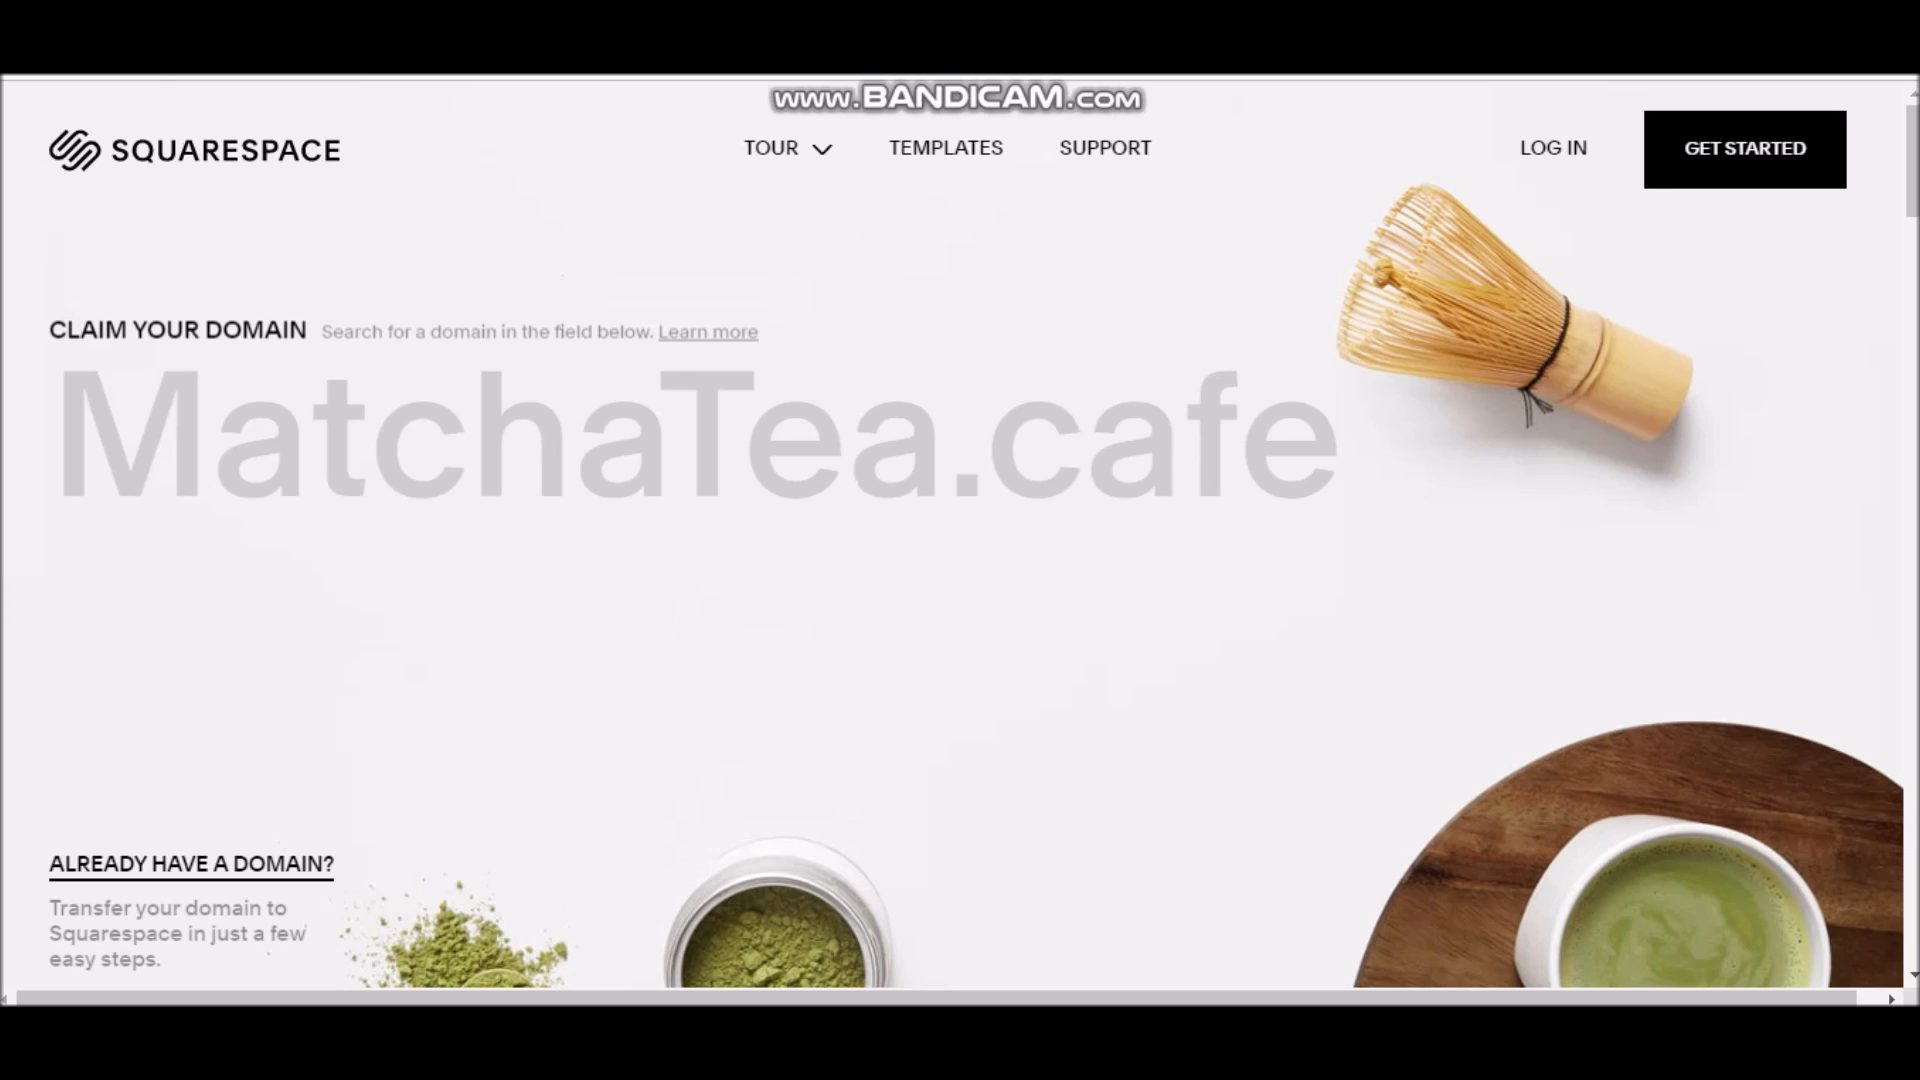 www.BANDICAM.com
SQUARESPACE
TOUR
TEMPLATES
SUPPORT
LOG IN
GET STARTED
CLAIM YOUR DOMAIN Search for a domain in the field below. Learn more
MatchaTea.cafe
ALREADY HAVE A DOMAIN?
Transfer your domain to
Squarespace in just a few
easy steps.